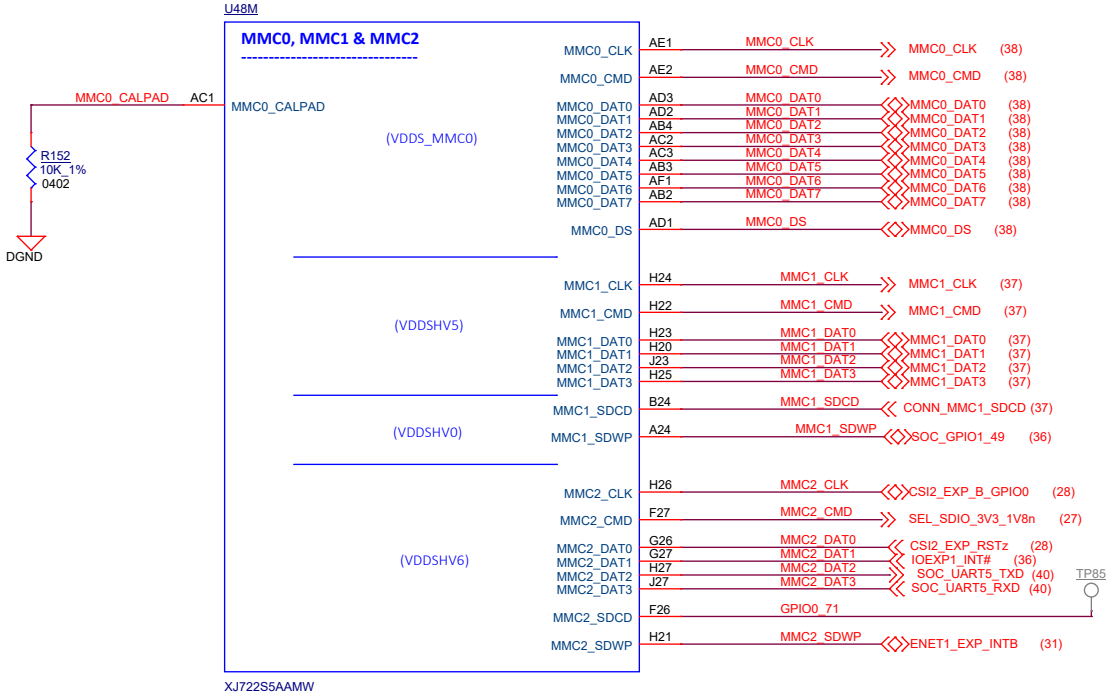 U48M
MMC0, MMC1 & MMC2
-------------------------------
MMC0_CLK AE1 MMC0_CLK MMC0_CLK (38)
MMC0_CMD AE2 MMC0_CMD MMC0_CMD (38)
MMC0_CALPAD AC1 MMC0_CALPAD
MMC0_DAT0 AD3 MMC0_DAT0 MMC0_DAT0 (38)
MMC0_DAT1 AD2 MMC0_DAT1 MMC0_DAT1 (38)
MMC0_DAT2 AB4 MMC0_DAT2 MMC0_DAT2 (38)
(VDDS_MMC0)
MMC0_DAT3 AC2 MMC0_DAT3 MMC0_DAT3 (38)
MMC0_DAT4 AC3 MMC0_DAT4 MMC0_DAT4 (38)
MMC0_DAT5 AB3 MMC0_DAT5 MMC0_DAT5 (38)
MMC0_DAT6 AF1 MMC0_DAT6 MMC0_DAT6 (38)
MMC0_DAT7 AB2 MMC0_DAT7 MMC0_DAT7 (38)
R152
10K_1%
0402
MMC0_DS AD1 MMC0_DS MMC0_DS (38)
DGND
MMC1_CLK H24 MMC1_CLK MMC1_CLK (37)
MMC1_CMD H22 MMC1_CMD MMC1_CMD (37)
(VDDSHV5)
MMC1_DAT0 H23 MMC1_DAT0 MMC1_DAT0 (37)
MMC1_DAT1 H20 MMC1_DAT1 MMC1_DAT1 (37)
MMC1_DAT2 J23 MMC1_DAT2 MMC1_DAT2 (37)
MMC1_DAT3 H25 MMC1_DAT3 MMC1_DAT3 (37)
MMC1_SDCD B24 MMC1_SDCD CONN_MMC1_SDCD (37)
(VDDSHV0)
MMC1_SDWP A24 MMC1_SDWP SOC_GPIO1_49 (36)
MMC2_CLK H26 MMC2_CLK CSI2_EXP_B_GPIO0 (28)
MMC2_CMD F27 MMC2_CMD SEL_SDIO_3V3_1V8n (27)
MMC2_DAT0 G26 MMC2_DAT0 CSI2_EXP_RSTz (28)
(VDDSHV6)
MMC2_DAT1 G27 MMC2_DAT1 IOEXP1_INT# (36)
MMC2_DAT2 H27 MMC2_DAT2 SOC_UART5_TXD (40)
MMC2_DAT3 J27 MMC2_DAT3 SOC_UART5_RXD (40)
TP85
MMC2_SDCD F26 GPIO0_71
MMC2_SDWP H21 MMC2_SDWP ENET1_EXP_INTB (31)
XJ722S5AAMW